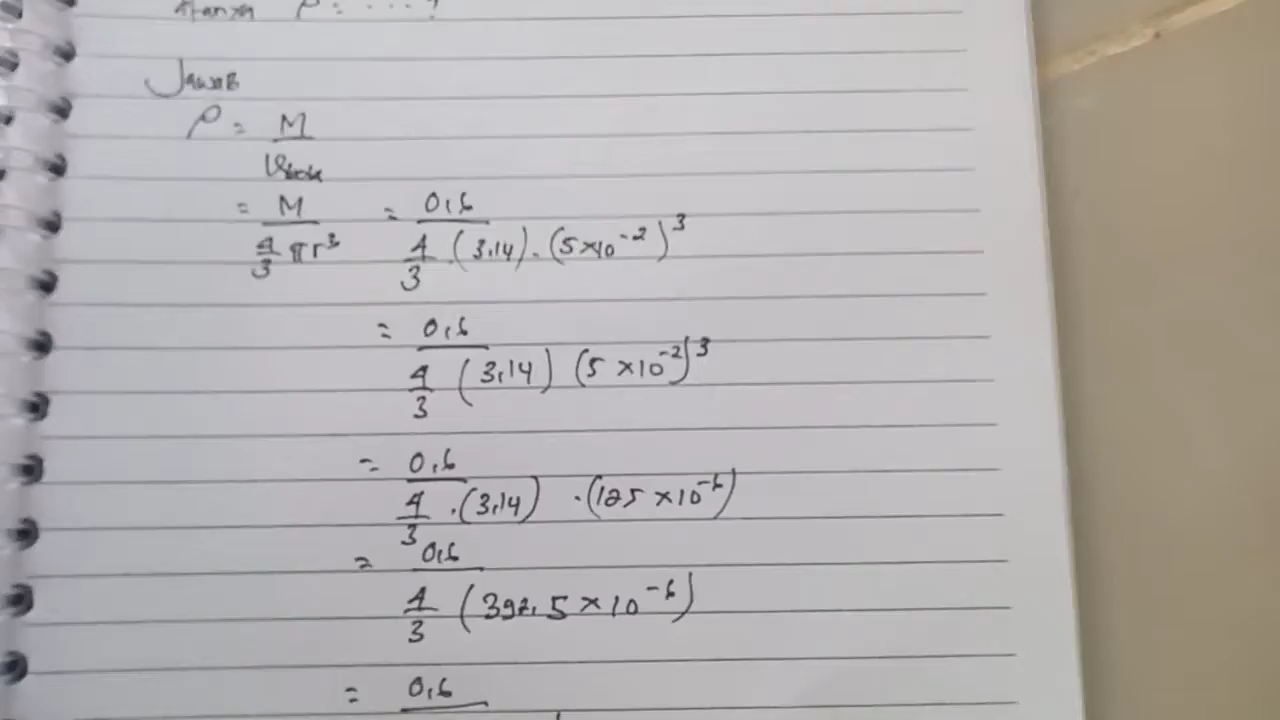 ρ = ... ?
Jawab
ρ = M
= M / 4/3 πr³ = 0,6 / 4/3 . (3,14) . (5×10⁻²)³
= 0,6 / 4/3 (3,14) (5 ×10⁻²)³
= 0,6 / 4/3 . (3,14) . (125 ×10⁻⁶)
= 0,6 / 4/3 (392,5 × 10⁻⁶)
= 0,6